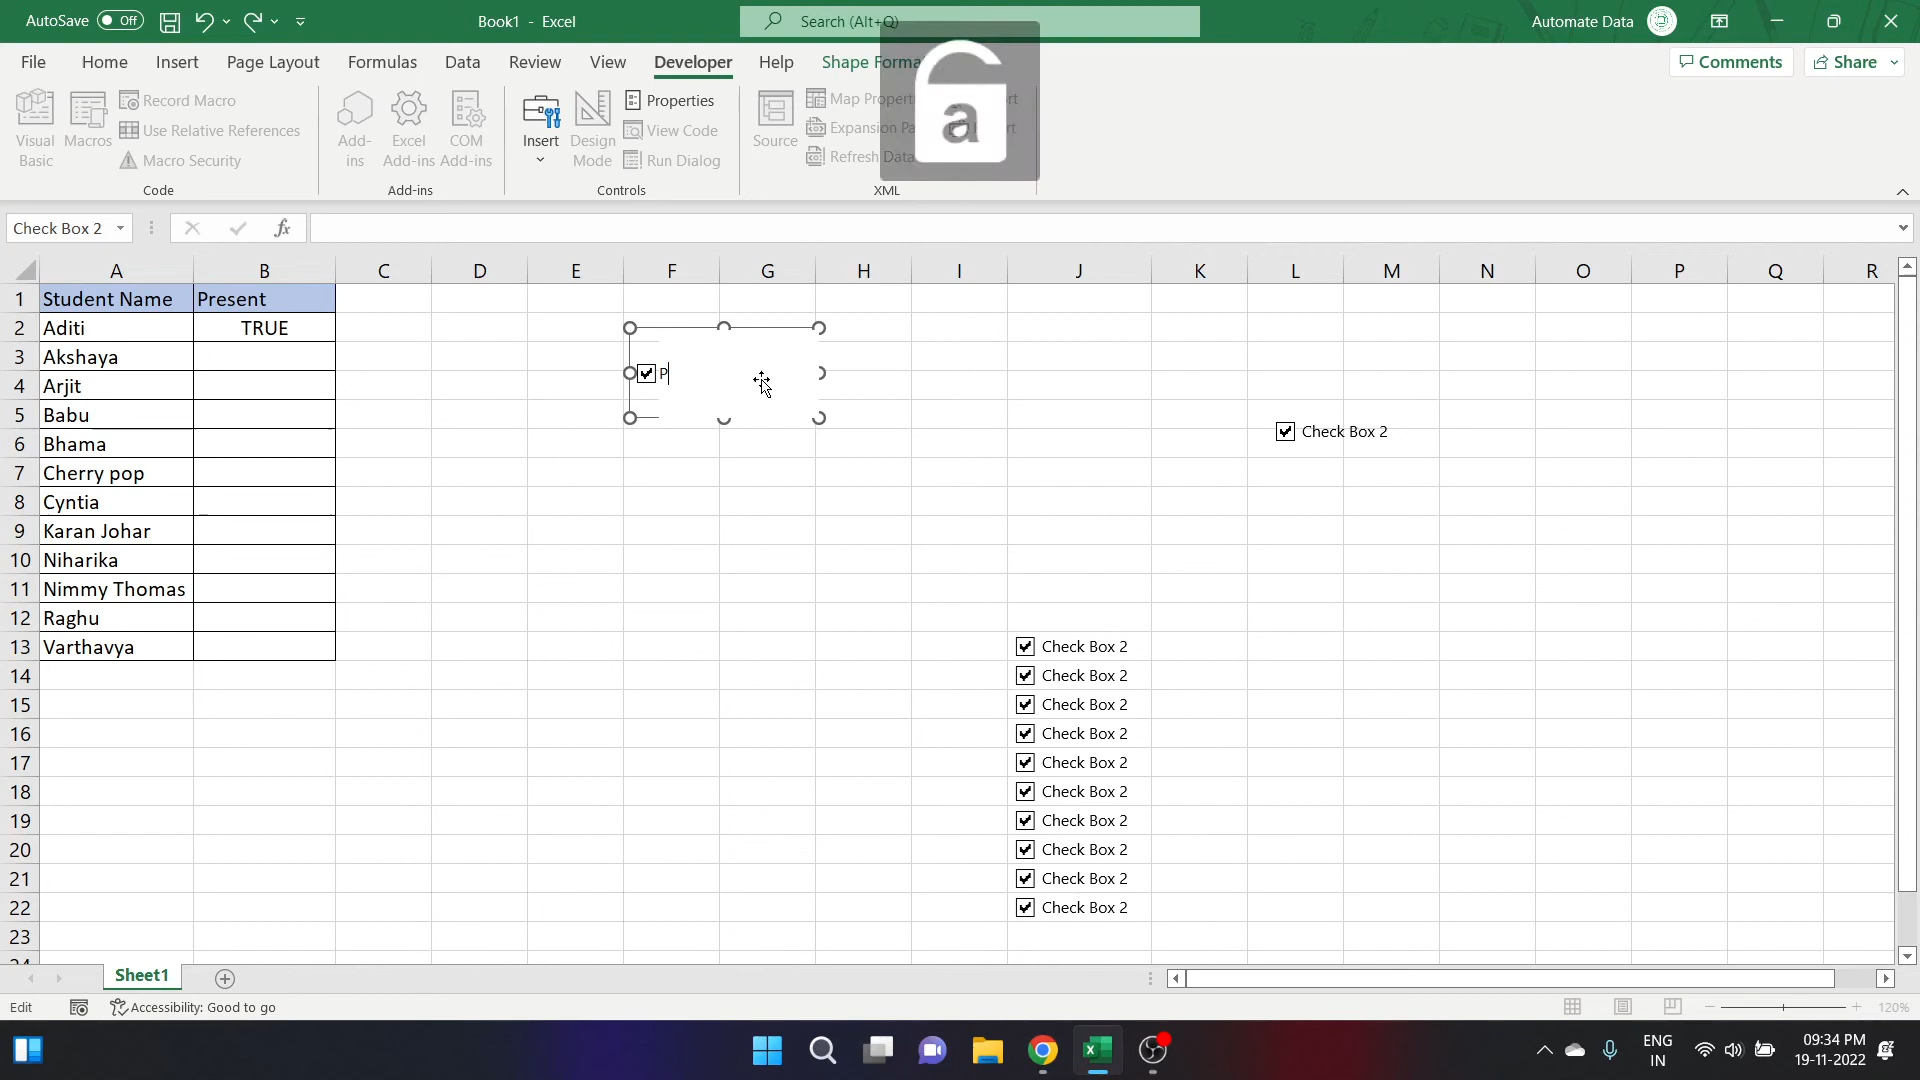 AutoSave Off
Book1 - Excel
Search (Alt+Q)
Automate Data
File Home Insert Page Layout Formulas Data Review View Developer Help Shape Forma
Comments Share
a
Visual Basic
Macros
Record Macro
Use Relative References
Macro Security
Code
Add-ins
Excel Add-ins
COM Add-ins
Add-ins
Insert
Design Mode
Properties
View Code
Run Dialog
Controls
Source
Map Propert
Expansion Pa
Refresh Data
XML
Check Box 2 fx
A B C D E F G H I J K L M N O P Q R
1 Student Name Present
2 Aditi TRUE
3 Akshaya
P
4 Arjit
5 Babu
6 Bhama Check Box 2
7 Cherry pop
8 Cyntia
9 Karan Johar
10 Niharika
11 Nimmy Thomas
12 Raghu
13 Varthavya Check Box 2
14 Check Box 2
15 Check Box 2
16 Check Box 2
17 Check Box 2
18 Check Box 2
19 Check Box 2
20 Check Box 2
21 Check Box 2
22 Check Box 2
23
Sheet1
Edit Accessibility: Good to go 120%
ENG IN
09:34 PM
19-11-2022